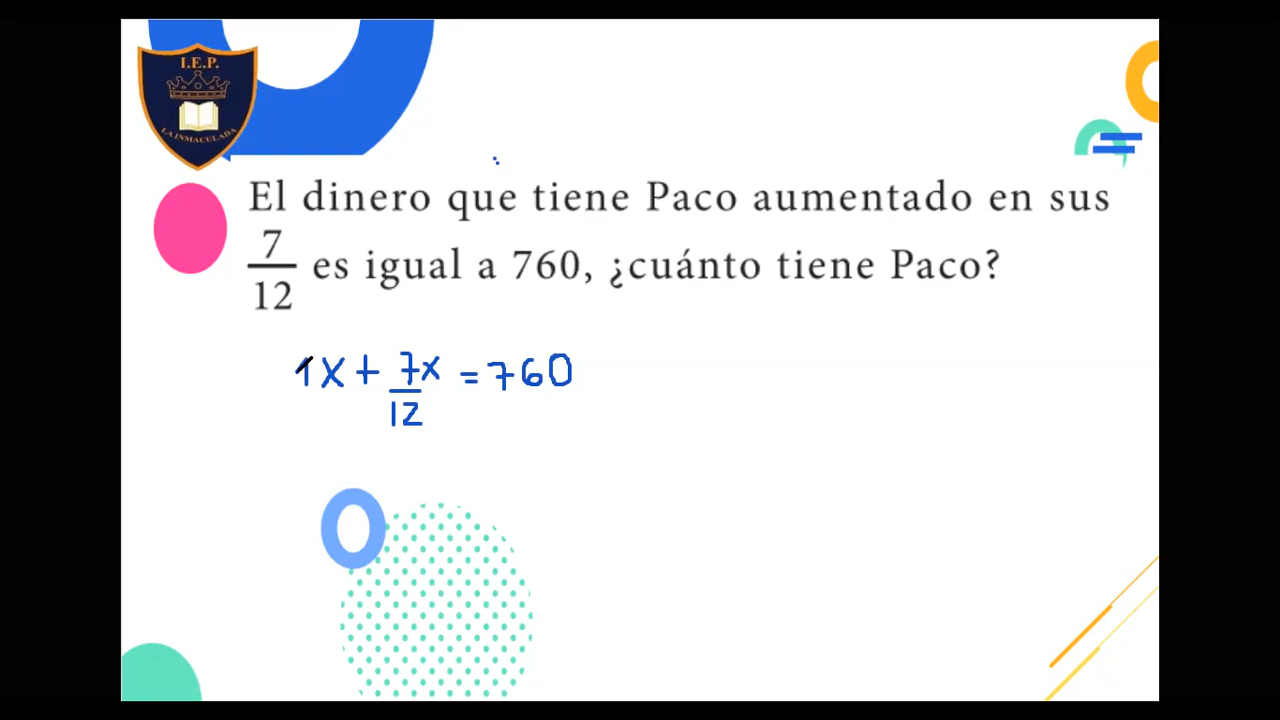 I.E.P.
LA INMACULADA
El dinero que tiene Paco aumentado en sus
7/12 es igual a 760, ¿cuánto tiene Paco?
1x + 7x/12 = 760